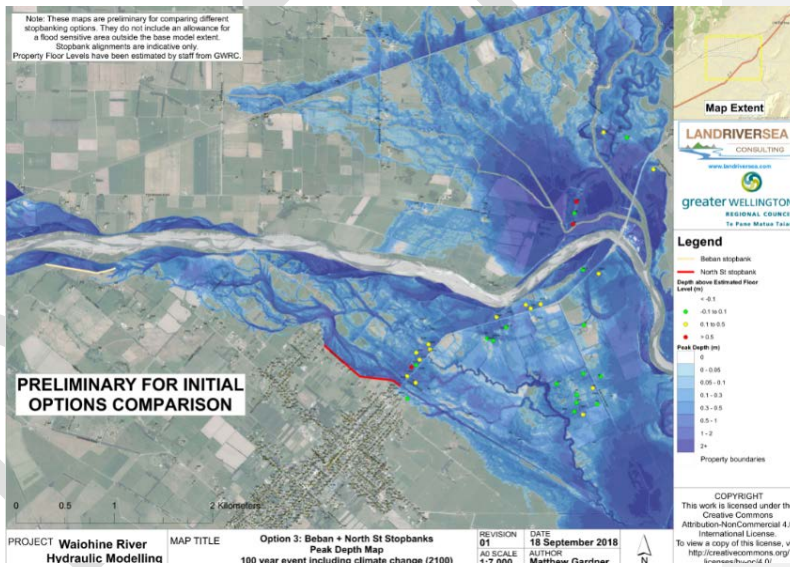 Note: These maps are preliminary for comparing different
stopbanking options. They do not include an allowance for
a flood sensitive area outside the base model extent.
Stopbank alignments are indicative only.
Property Floor Levels have been estimated by staff from GWRC.
Map Extent
LANDRIVERSEA
CONSULTING
www.landriversea.com
greater WELLINGTON
REGIONAL COUNCIL
Te Pane Matua Taiao
Legend
Beban stopbank
North St stopbank
Depth above Estimated Floor
Level (m)
< -0.1
-0.1 to 0.1
0.1 to 0.5
> 0.5
Peak Depth (m)
0
0 - 0.05
0.05 - 0.1
0.1 - 0.3
0.3 - 0.5
0.5 - 1
1 - 2
2+
Property boundaries
PRELIMINARY FOR INITIAL
OPTIONS COMPARISON
0 0.5 1 2 Kilometers
COPYRIGHT
This work is licensed under the
Creative Commons
Attribution-NonCommercial 4.0
International License.
To view a copy of this license, v
http://creativecommons.org/
licenses/by-nc/4.0/
PROJECT Waiohine River
Hydraulic Modelling
MAP TITLE
Option 3: Beban + North St Stopbanks
Peak Depth Map
100 year event including climate change (2100)
REVISION
01
A0 SCALE
1:7,000
DATE
18 September 2018
AUTHOR
Matthew Gardner
N